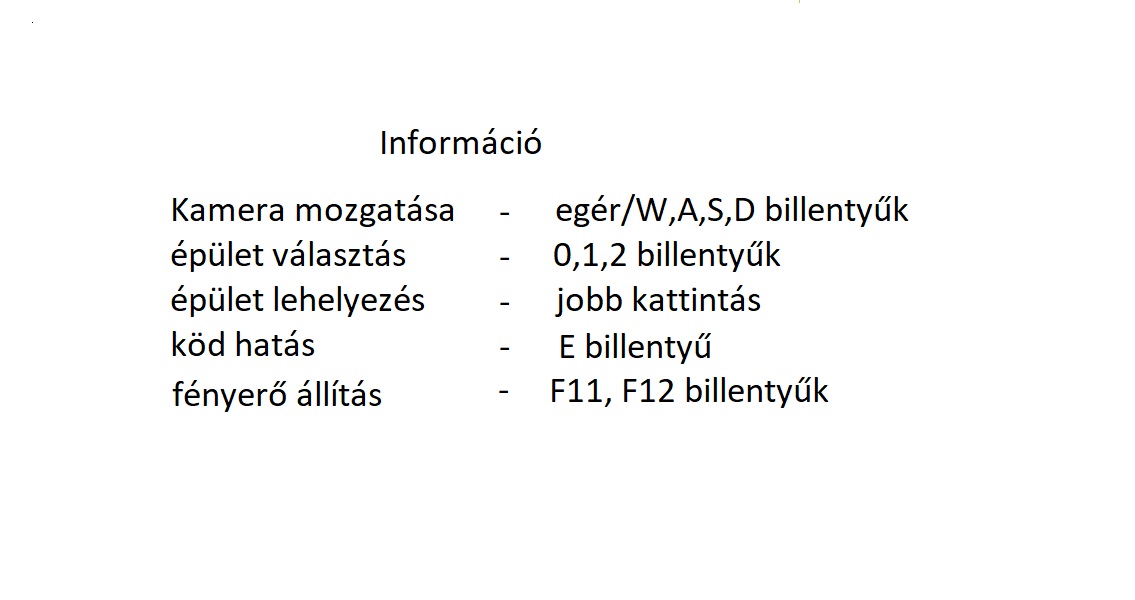 Információ
Kamera mozgatása - egér/W,A,S,D billentyűk
épület választás - 0,1,2 billentyűk
épület lehelyezés - jobb kattintás
köd hatás - E billentyű
fényerő állítás - F11, F12 billentyűk